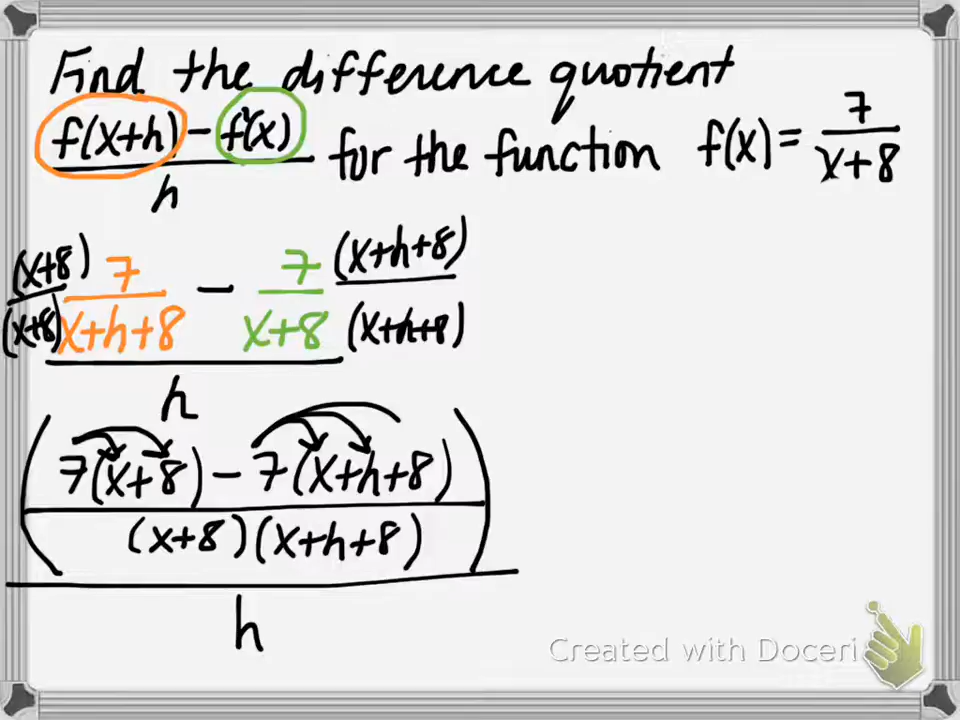 Find the difference quotient
f(x+h) - f(x) / h for the function f(x) = 7 / x+8
(x+8) / (x+8) 7 / x+h+8 - 7 / x+8 (x+h+8) / (x+h+8)
h
( 7(x+8) - 7(x+h+8) / (x+8)(x+h+8) )
h
Created with Doceri